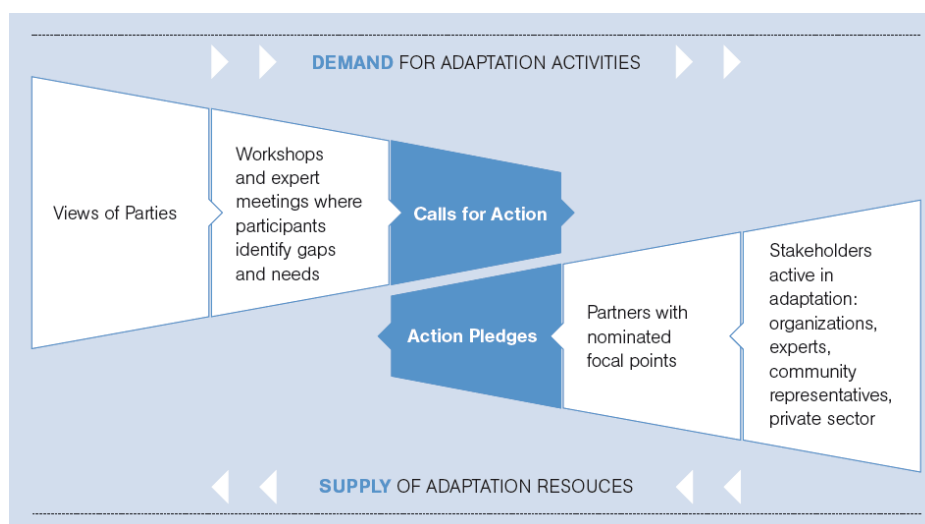 DEMAND FOR ADAPTATION ACTIVITIES
Views of Parties
Workshops
and expert
meetings where
participants
identify gaps
and needs
Calls for Action
Action Pledges
Partners with
nominated
focal points
Stakeholders
active in
adaptation:
organizations,
experts,
community
representatives,
private sector
SUPPLY OF ADAPTATION RESOUCES